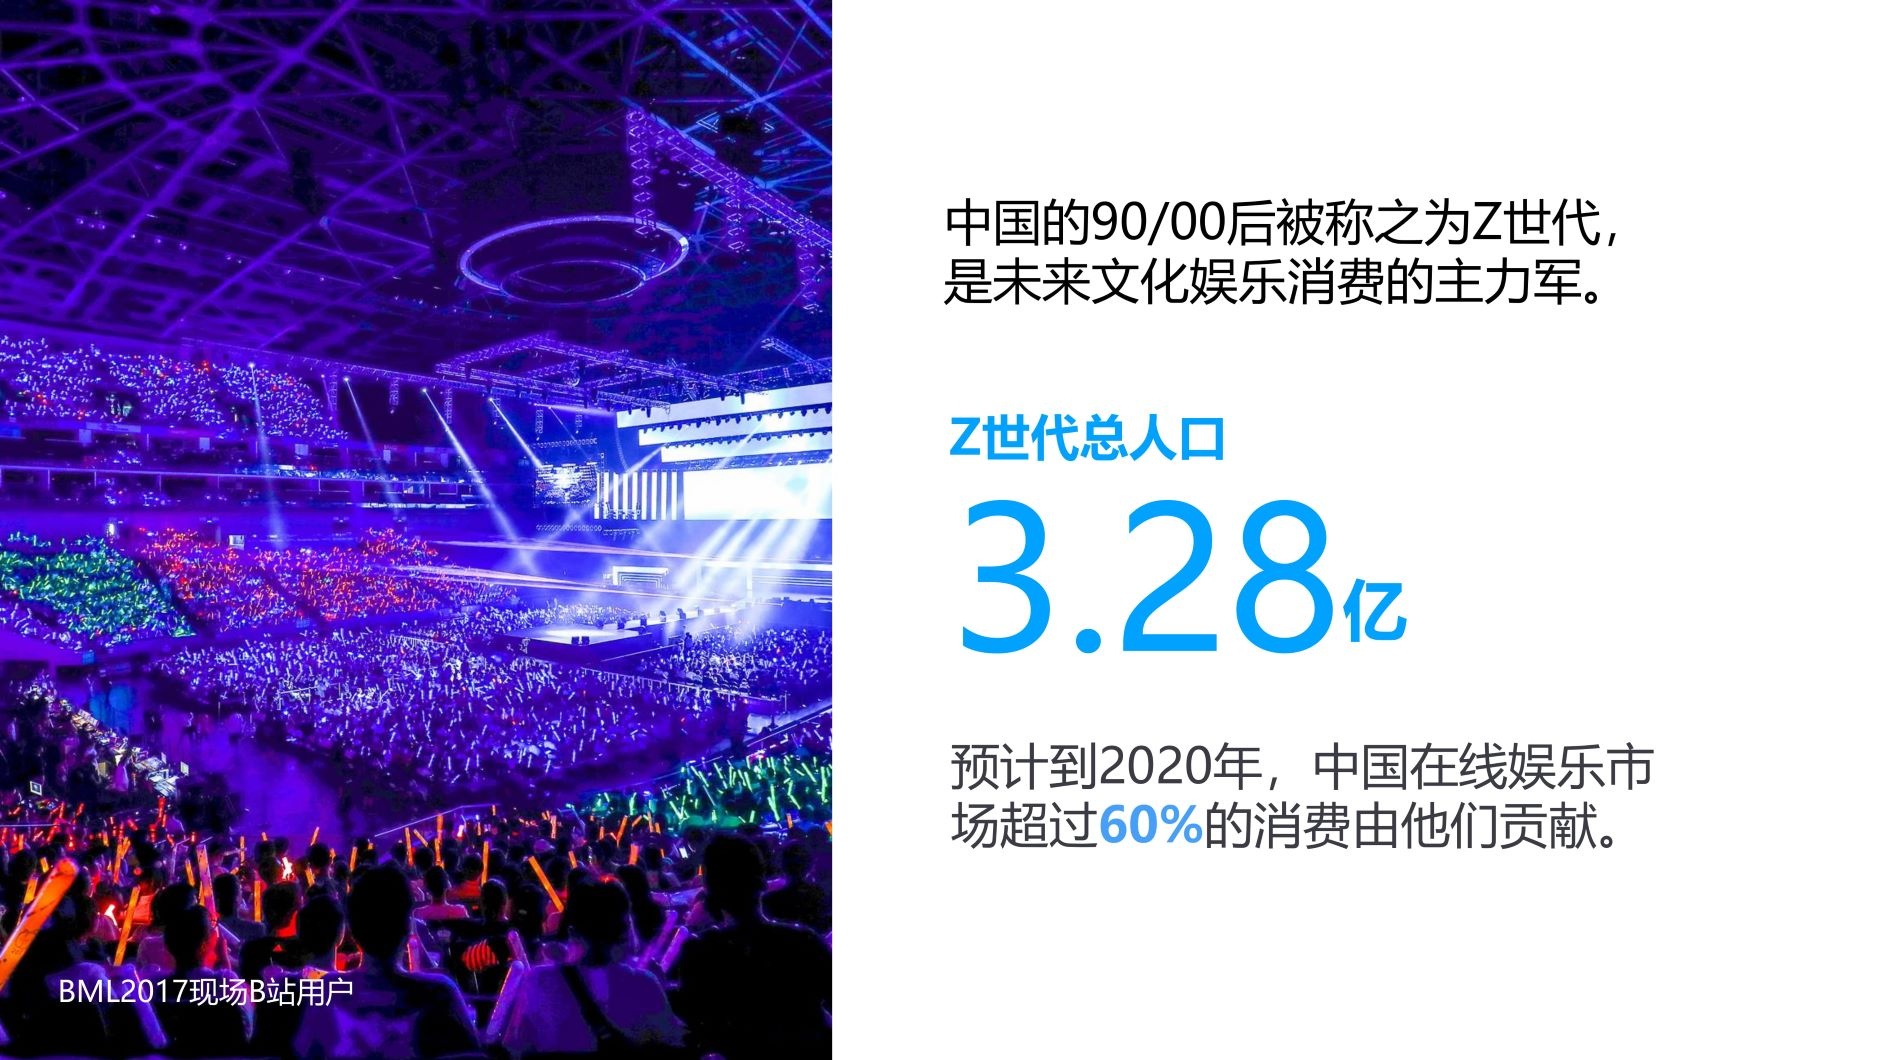 中国的90/00后被称之为Z世代，
是未来文化娱乐消费的主力军。
Z世代总人口
3.28亿
预计到2020年，中国在线娱乐市
场超过60%的消费由他们贡献。
BML2017现场B站用户